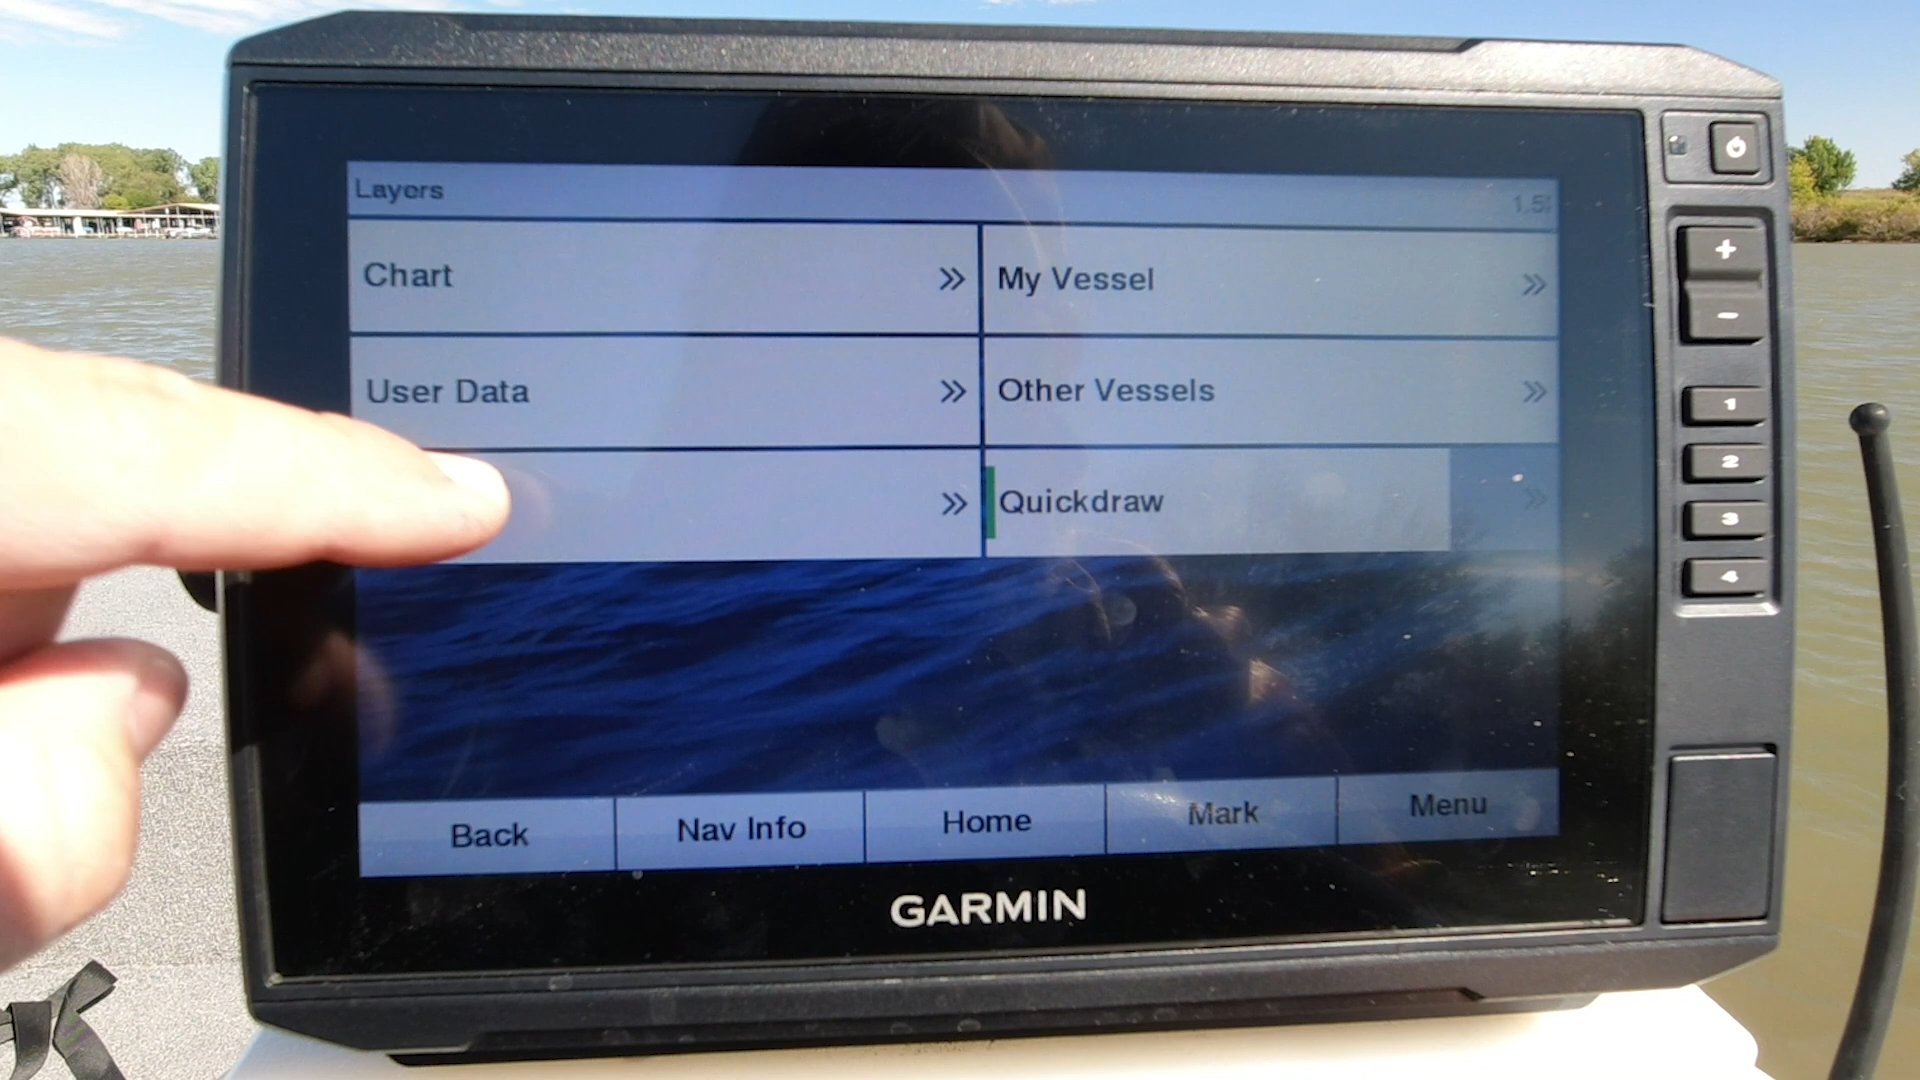 Layers
Chart »
My Vessel »
User Data »
Other Vessels »
»
Quickdraw »
Back
Nav Info
Home
Mark
Menu
GARMIN
+
-
1
2
3
4